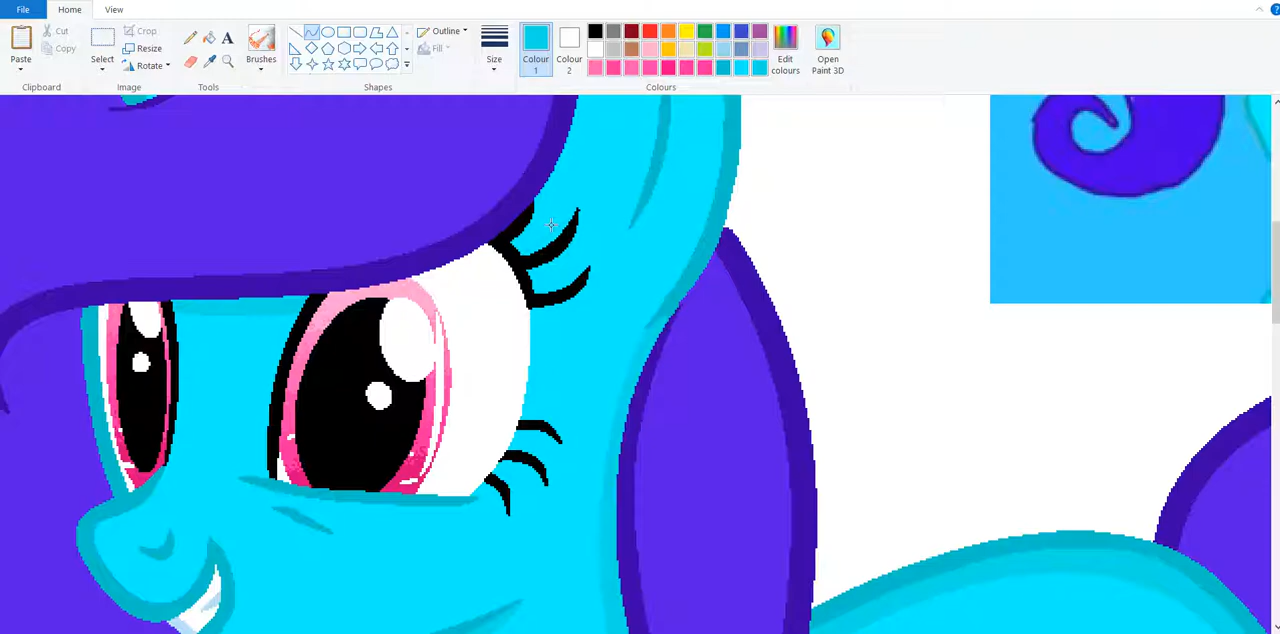 File Home View
Cut
Copy
Paste
Clipboard
Crop
Resize
Rotate
Select
Image
A
Tools
Brushes
Outline
Fill
Shapes
Size
Colour 1
Colour 2
Edit colours
Open Paint 3D
Colours